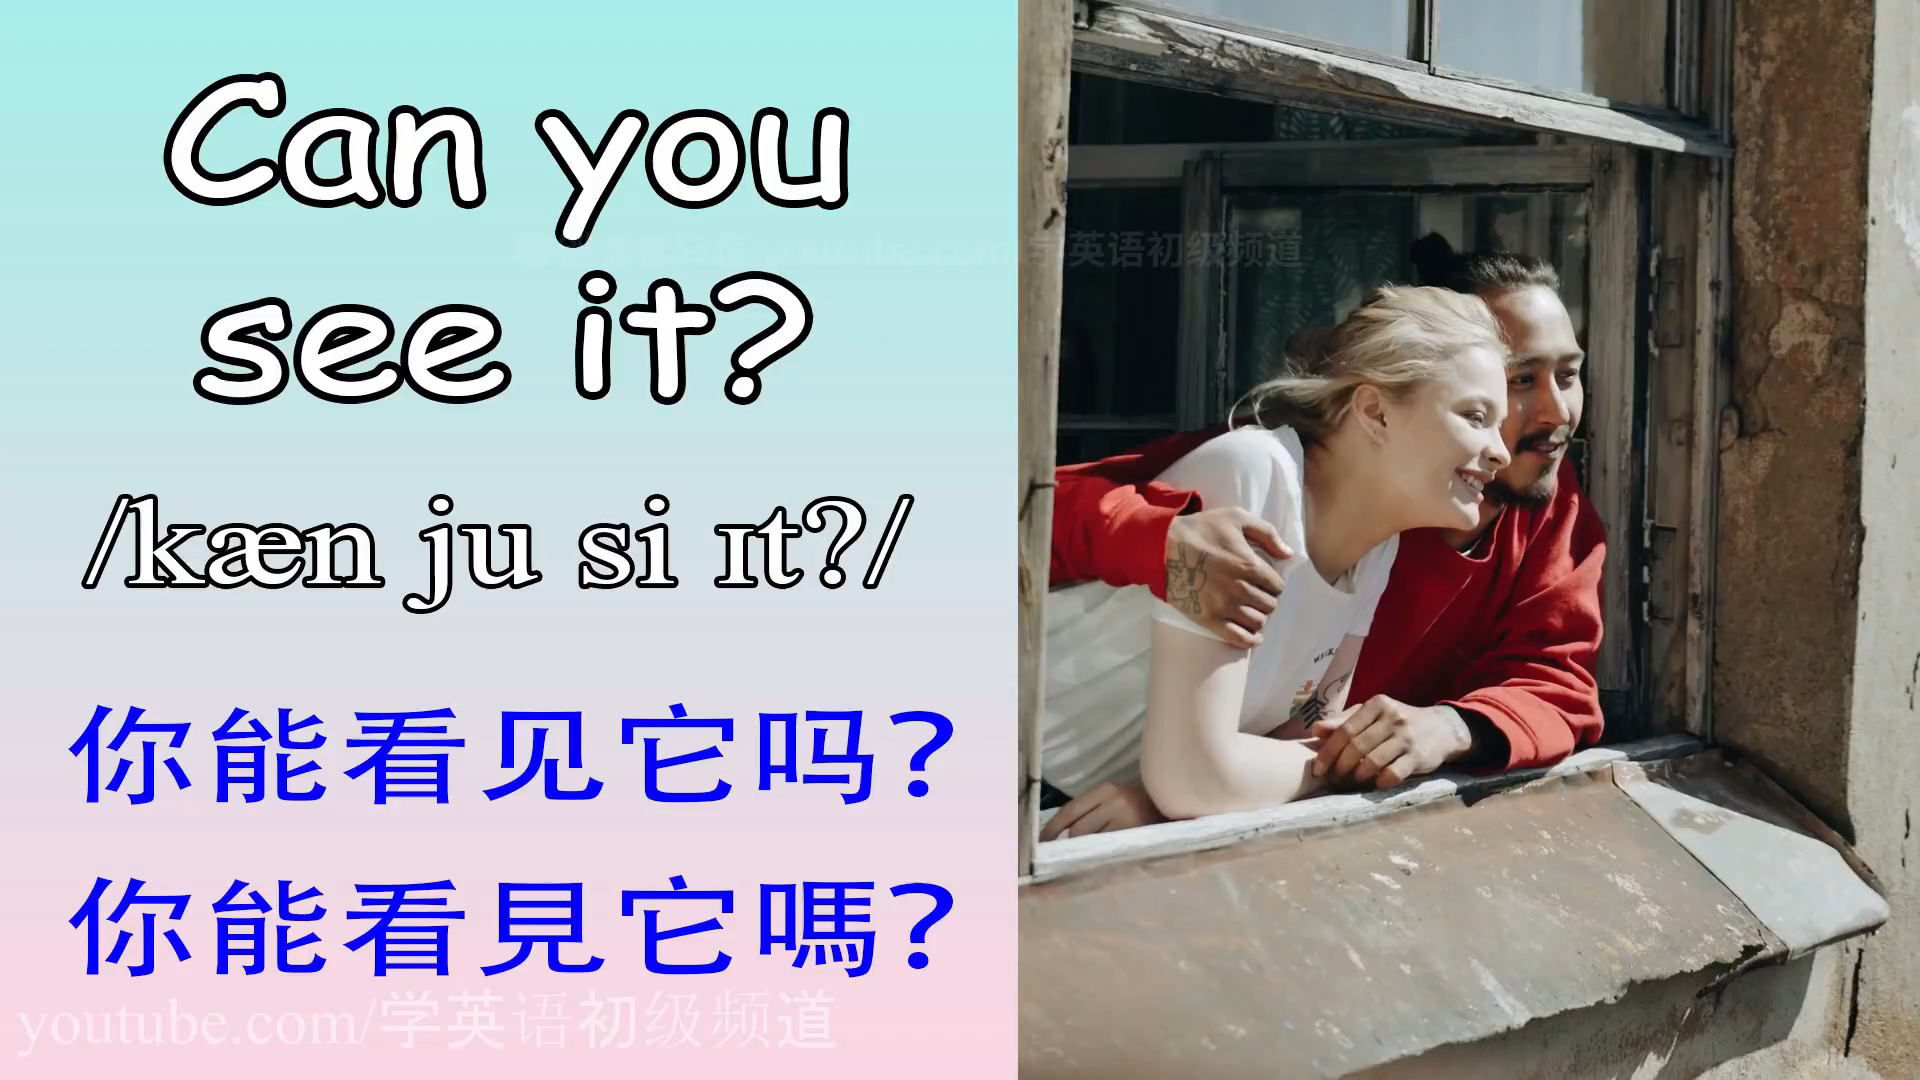 Can you
see it?
/kæn ju si ɪt?/
你能看见它吗?
你能看見它嗎?
youtube.com/学英语初级频道
学英语初级频道